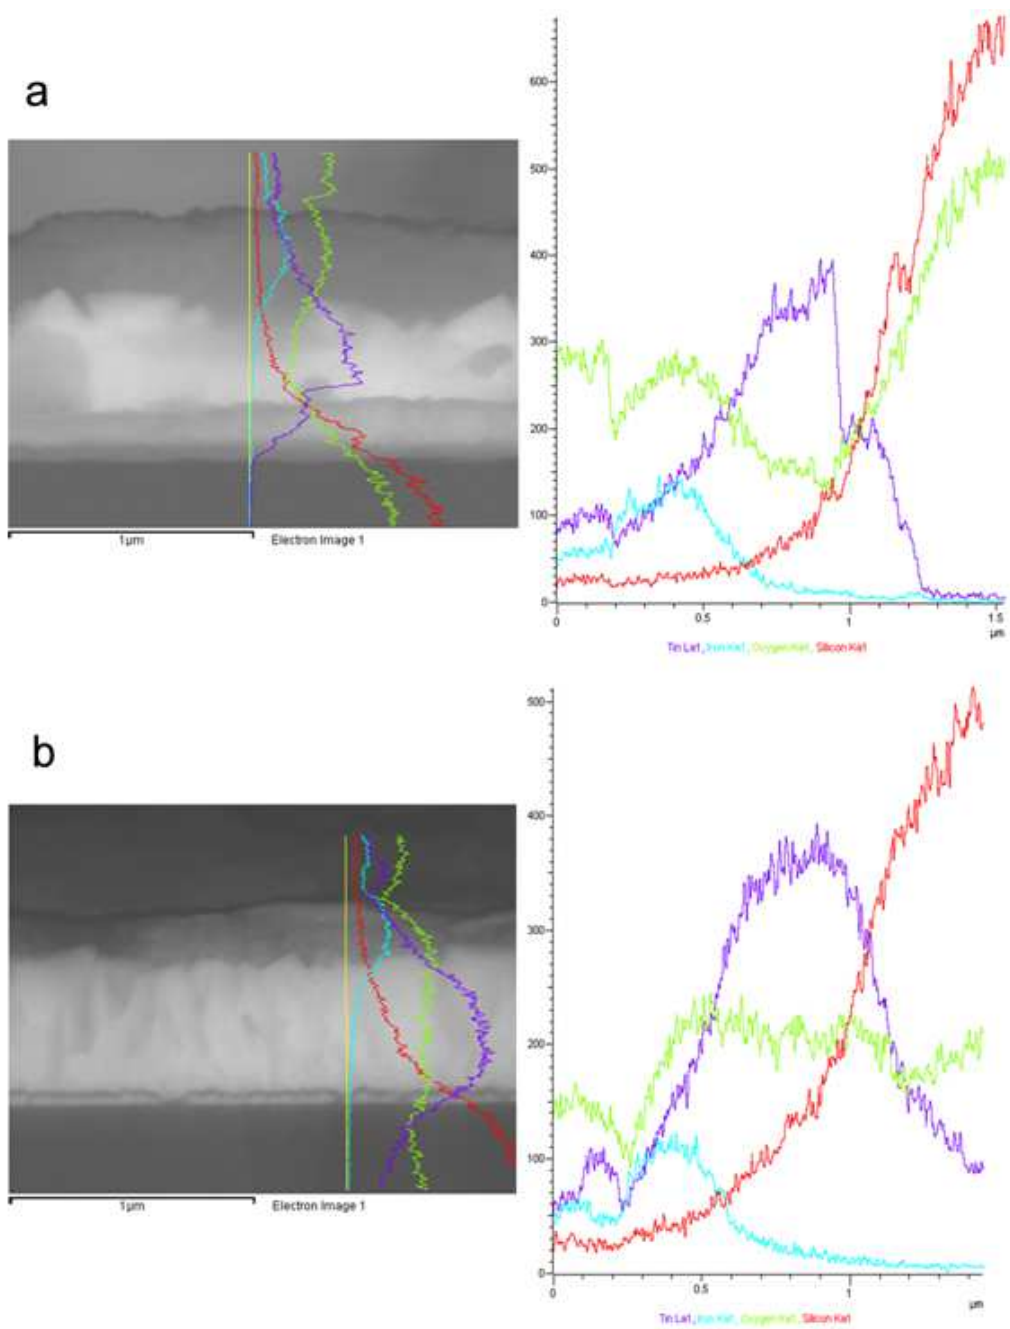 a
600
500
400
300
200
100
0
0 0.5 1 1.5
µm
1µm Electron Image 1
Tin La1, Iron Ka1, Oxygen Ka1, Silicon Ka1
b
500
400
300
200
100
0
0 0.5 1
µm
1µm Electron Image 1
Tin La1, Iron Ka1, Oxygen Ka1, Silicon Ka1